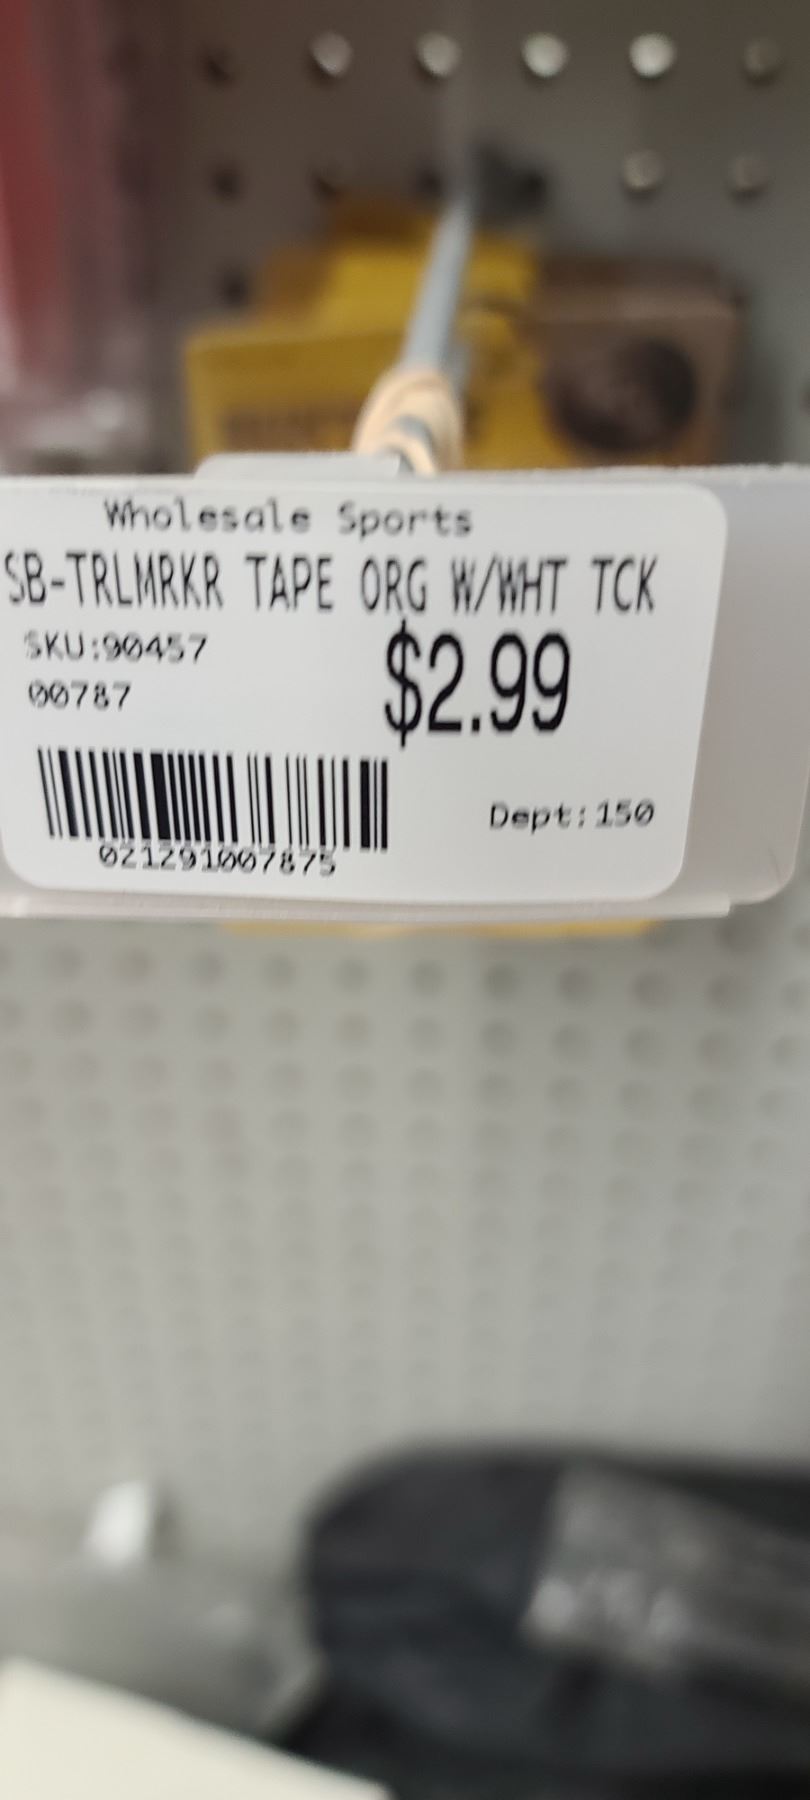 Wholesale Sports
SB-TRLMRKR TAPE ORG W/WHT TCK
SKU:90457
$2.99
00787
Dept:150
021291007875